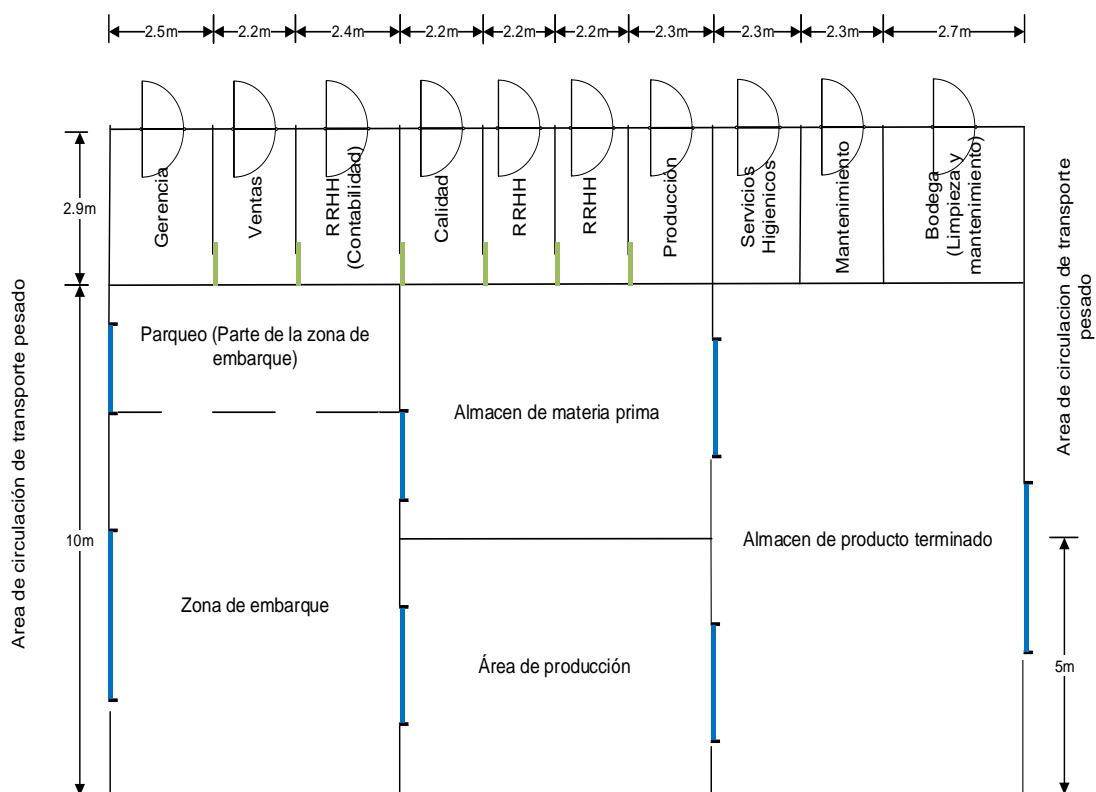 2.5m
2.2m
2.4m
2.2m
2.2m
2.2m
2.3m
2.3m
2.3m
2.7m
2.9m
Gerencia
Ventas
RRHH
(Contabilidad)
Calidad
RRHH
RRHH
Producción
Servicios
Higienicos
Mantenimiento
Bodega
(Limpieza y
mantenimiento)
Area de circulacion de transporte
pesado
Area de circulación de transporte pesado
Parqueo (Parte de la zona de
embarque)
Almacen de materia prima
10m
Almacen de producto terminado
Zona de embarque
Área de producción
5m